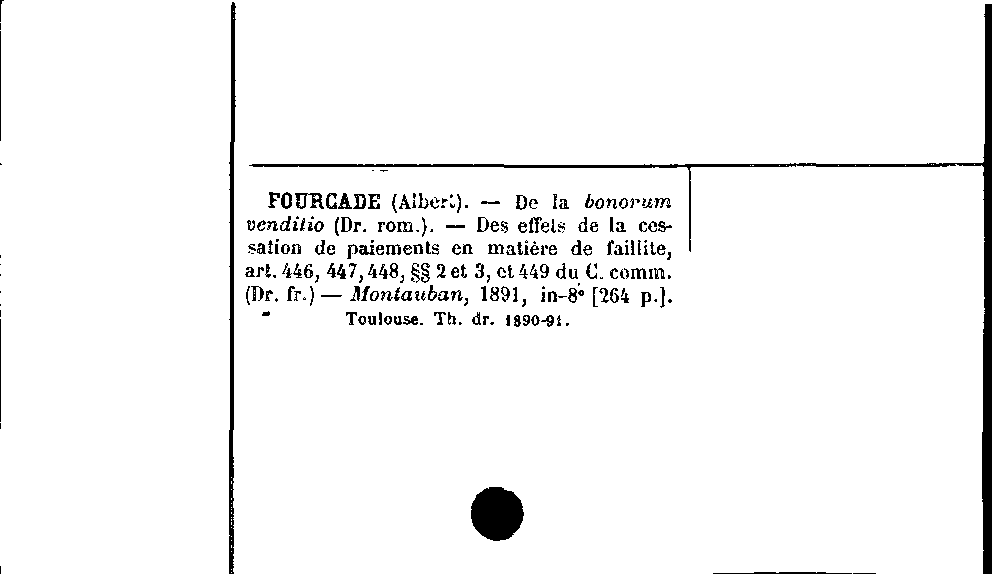 FOURCADE (Albert). — De la bonorum
venditio (Dr. rom.). — Des effets de la ces-
sation de paiements en matière de faillite,
art. 446, 447, 448, §§ 2 et 3, et 449 du C. comm.
(Dr. fr.) — Montauban, 1891, in-8° [264 p.].
Toulouse. Th. dr. 1890-91.